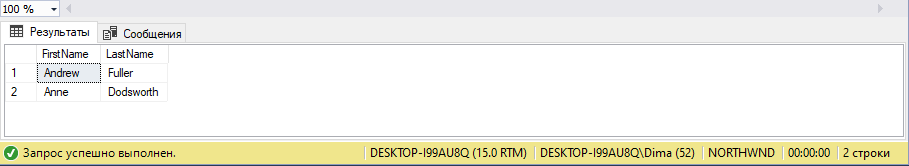 100 %
Результаты Сообщения
FirstName LastName
1 Andrew Fuller
2 Anne Dodsworth
Запрос успешно выполнен. DESKTOP-I99AU8Q (15.0 RTM) DESKTOP-I99AU8Q\Dima (52) NORTHWND 00:00:00 2 строки